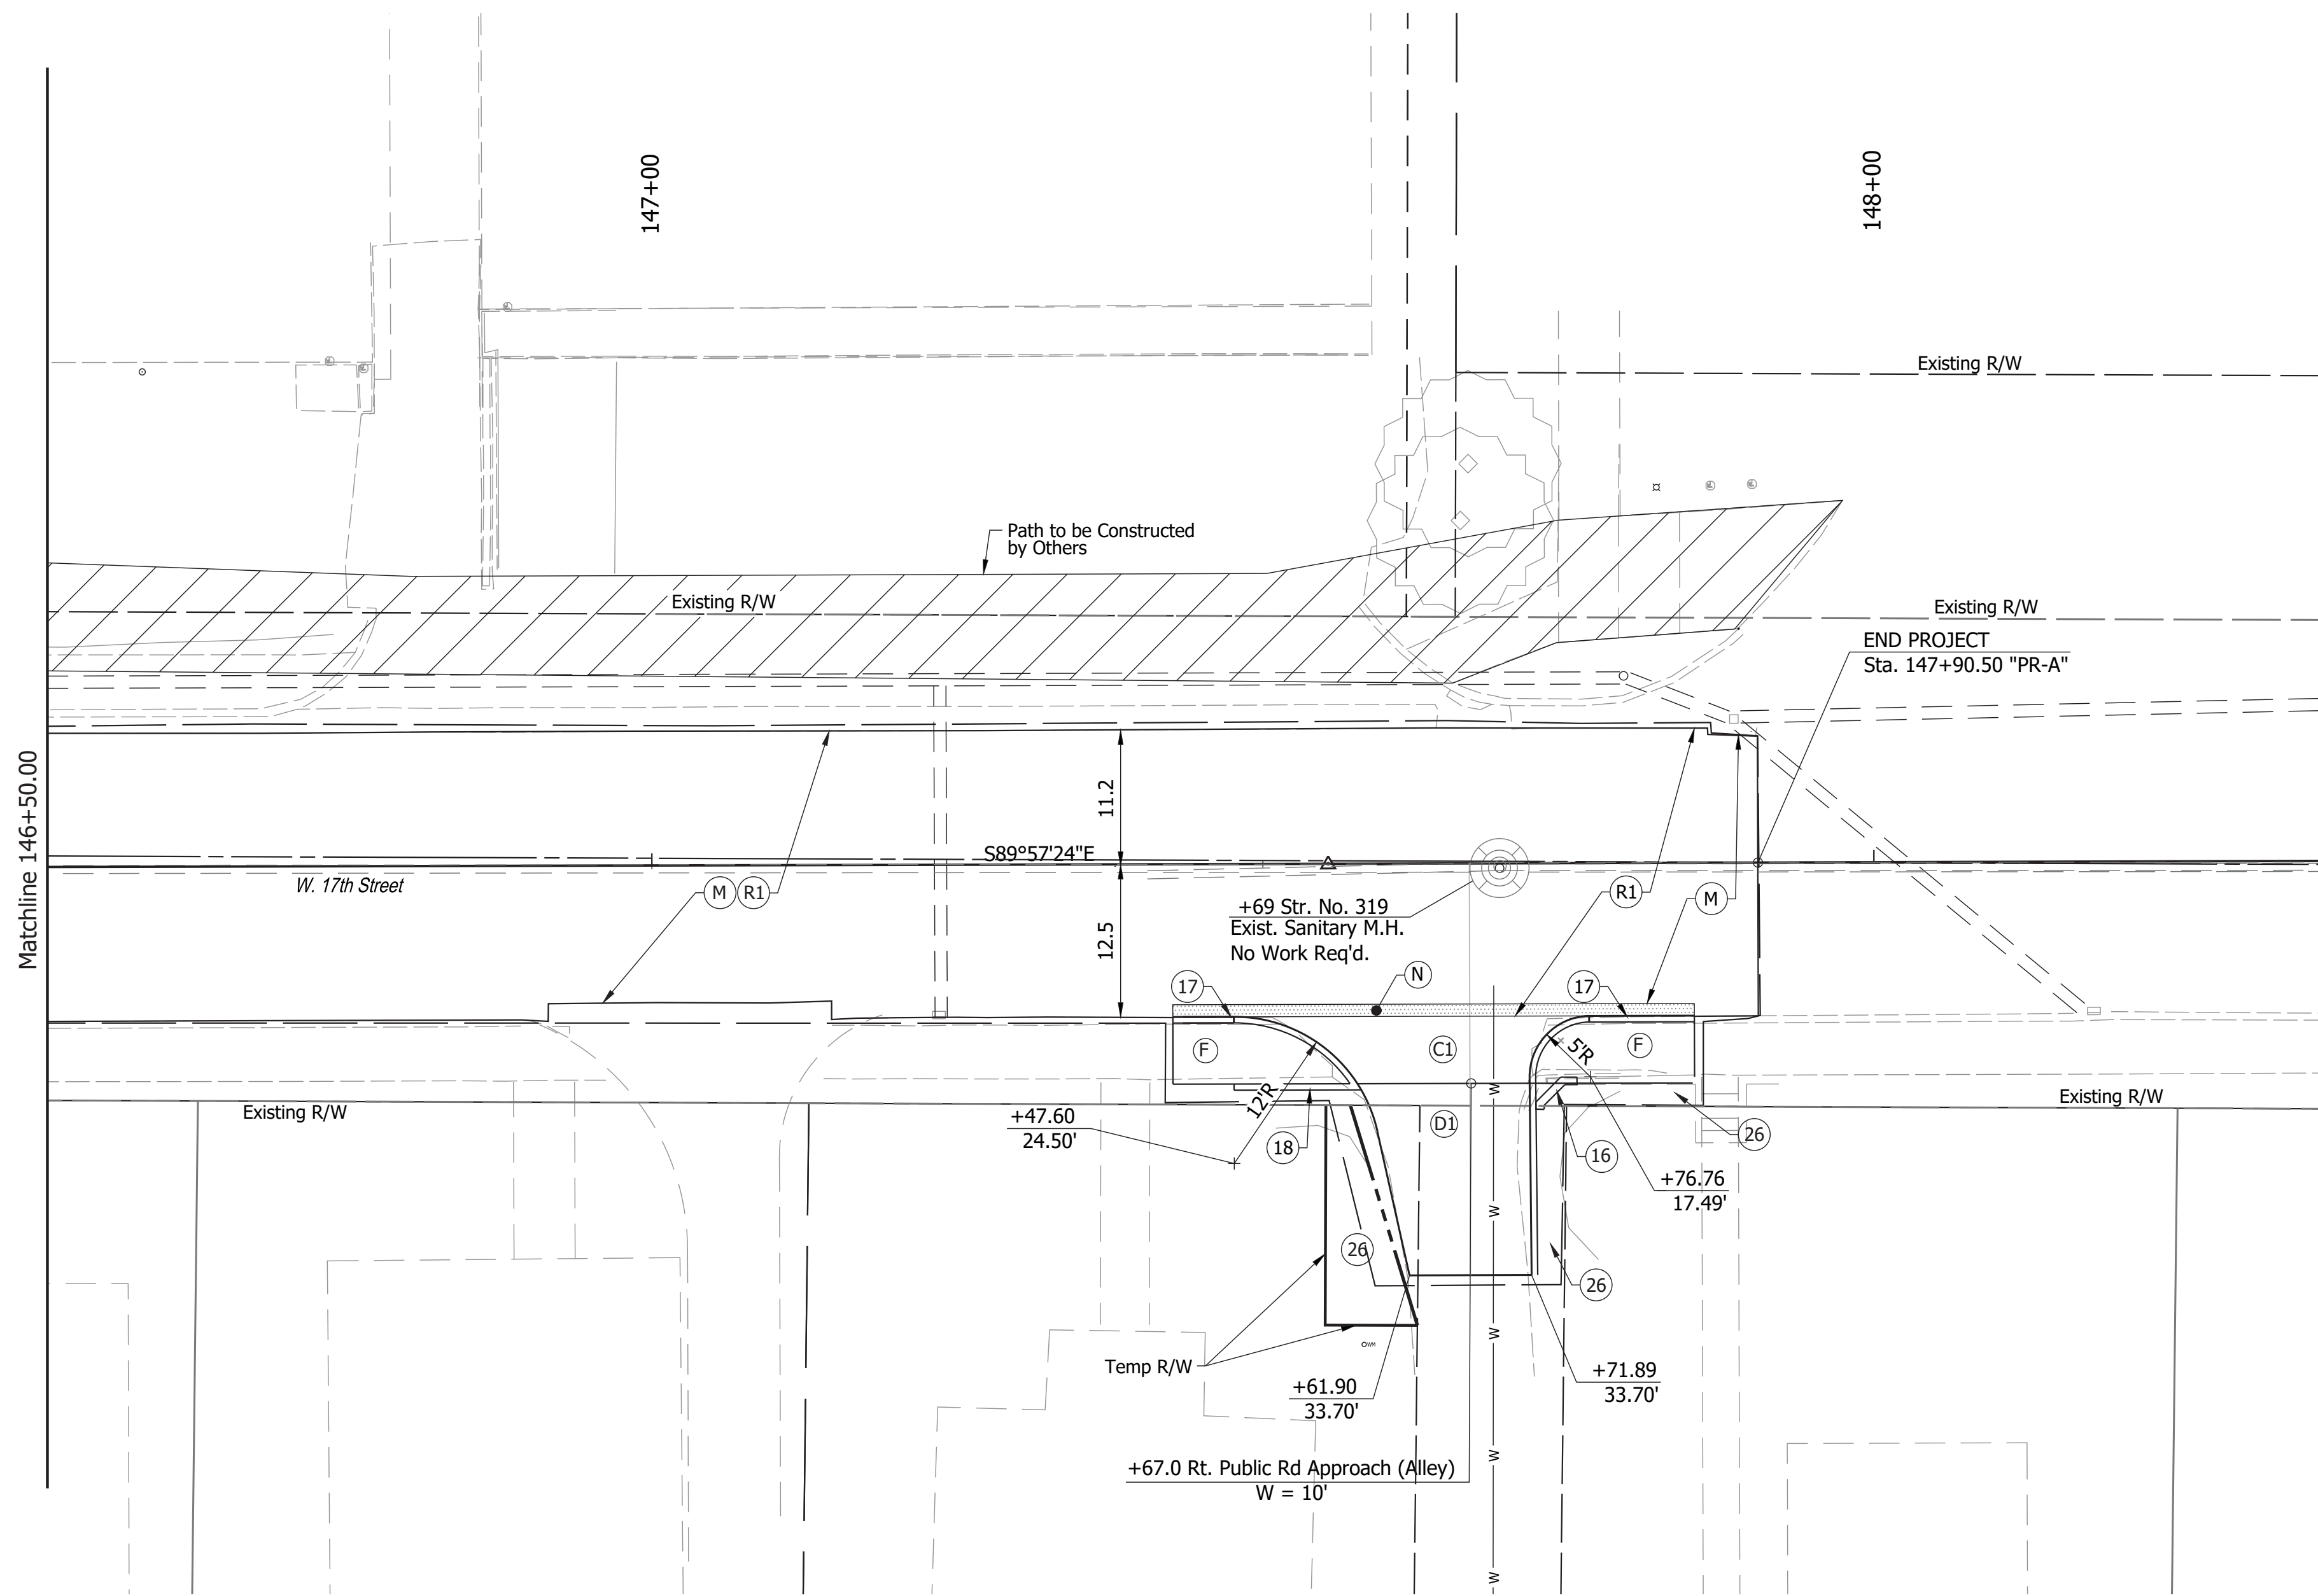 147+00
148+00
Existing R/W
Path to be Constructed
by Others
Existing R/W
Existing R/W
END PROJECT
Sta. 147+90.50 "PR-A"
Matchline 146+50.00
11.2
S89°57'24"E
W. 17th Street
M
R1
R1
M
+69 Str. No. 319
Exist. Sanitary M.H.
No Work Req'd.
12.5
N
17
17
F
C1
F
5'R
12'R
Existing R/W
Existing R/W
+47.60
24.50'
18
D1
16
26
W
+76.76
17.49'
W
26
26
W
Temp R/W
WM
+61.90
33.70'
+71.89
33.70'
W
+67.0 Rt. Public Rd Approach (Alley)
W = 10'
W